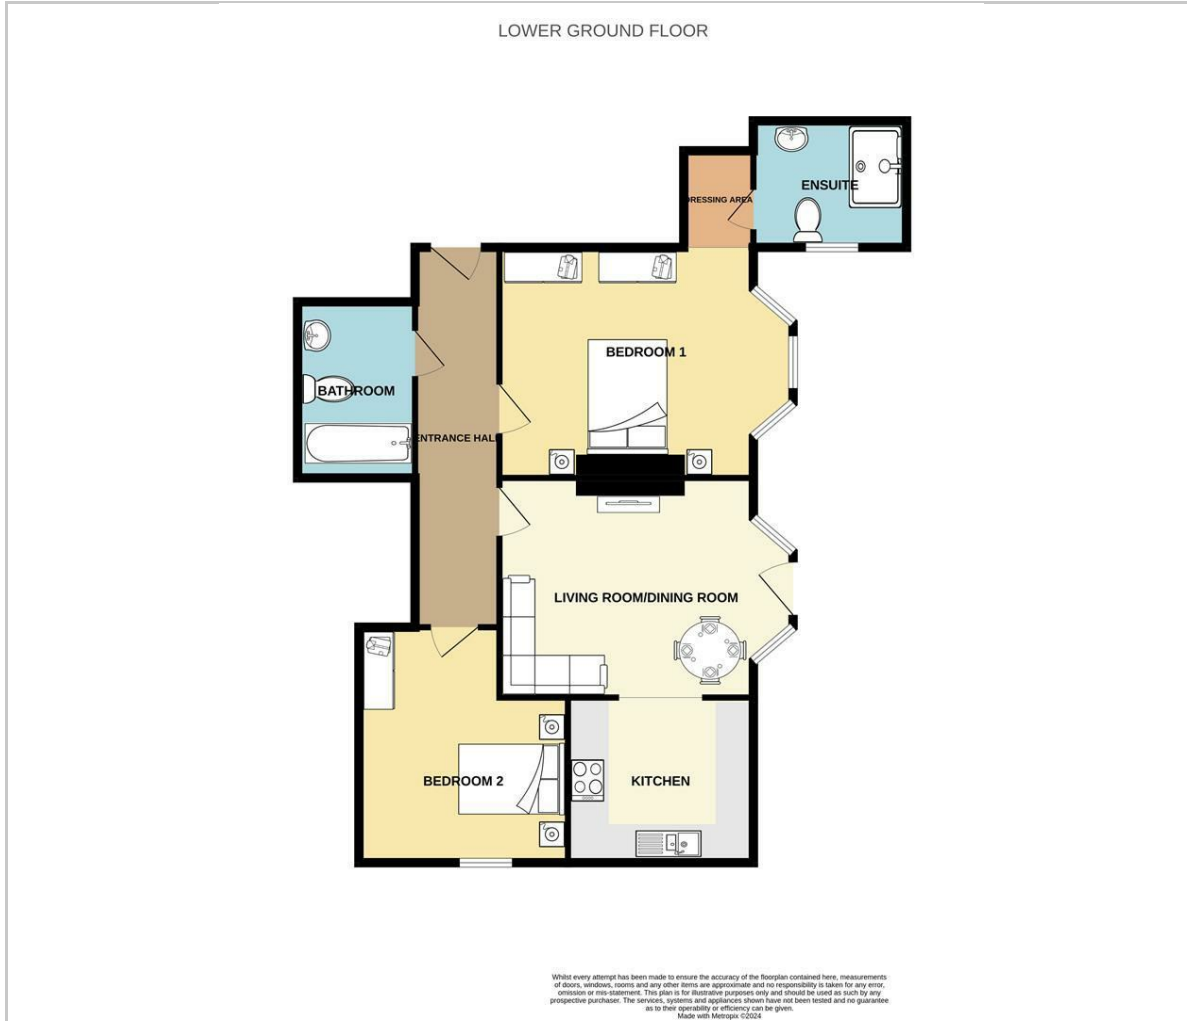 LOWER GROUND FLOOR
ENSUITE
DRESSING AREA
BEDROOM 1
BATHROOM
ENTRANCE HALL
LIVING ROOM/DINING ROOM
BEDROOM 2
KITCHEN
Whilst every attempt has been made to ensure the accuracy of the floorplan contained here, measurements
of doors, windows, rooms and any other items are approximate and no responsibility is taken for any error,
omission or mis-statement. This plan is for illustrative purposes only and should be used as such by any
prospective purchaser. The services, systems and appliances shown have not been tested and no guarantee
as to their operability or efficiency can be given.
Made with Metropix ©2024